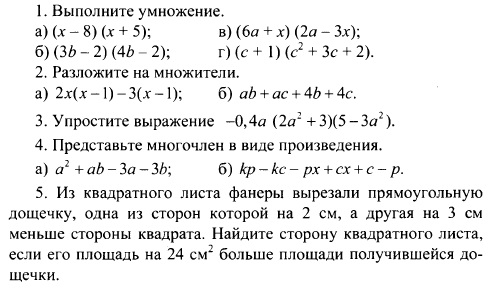 1. Выполните умножение.
а) (x – 8) (x + 5); в) (6a + x) (2a – 3x);
б) (3b – 2) (4b – 2); г) (c + 1) (c² + 3c + 2).
2. Разложите на множители.
а) 2x(x – 1) – 3(x – 1); б) ab + ac + 4b + 4c.
3. Упростите выражение –0,4a (2a² + 3)(5 – 3a²).
4. Представьте многочлен в виде произведения.
а) a² + ab – 3a – 3b; б) kp – kc – px + cx + c – p.
5. Из квадратного листа фанеры вырезали прямоугольную
дощечку, одна из сторон которой на 2 см, а другая на 3 см
меньше стороны квадрата. Найдите сторону квадратного листа,
если его площадь на 24 см² больше площади получившейся до-
щечки.